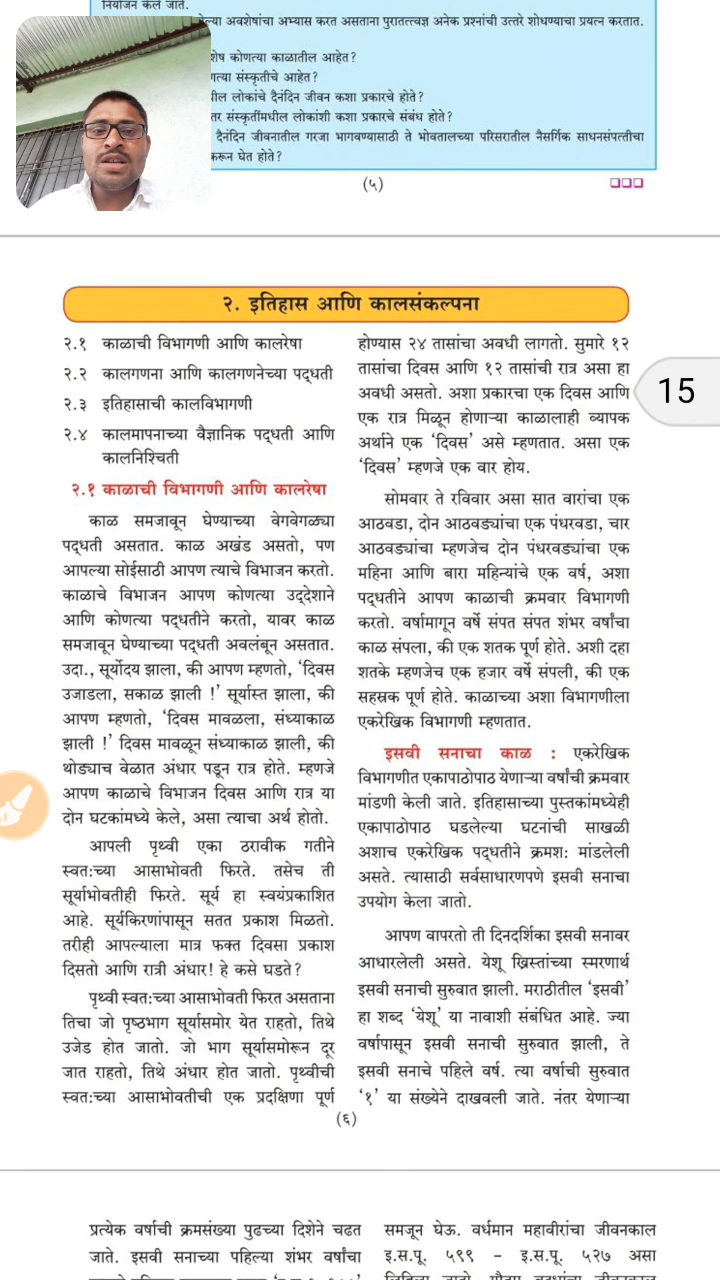 नियोजन केले जाते.
अवशेषांचा अभ्यास करत असताना पुरातत्त्वज्ञ अनेक प्रश्नांची उत्तरे शोधण्याचा प्रयत्न करतात.
कोणत्या काळातील आहेत?
संस्कृतीचे आहेत?
लोकांचे दैनंदिन जीवन कशा प्रकारचे होते?
संस्कृतींमधील लोकांशी कशा प्रकारचे संबंध होते?
दैनंदिन जीवनातील गरजा भागवण्यासाठी ते भोवतालच्या परिसरातील नैसर्गिक साधनसंपत्तीचा
करून घेत होते?
(५)
२. इतिहास आणि कालसंकल्पना
२.१ काळाची विभागणी आणि कालरेषा
२.२ कालगणना आणि कालगणनेच्या पद्धती
२.३ इतिहासाची कालविभागणी
२.४ कालमापनाच्या वैज्ञानिक पद्धती आणि
कालनिश्चिती
२.१ काळाची विभागणी आणि कालरेषा
काळ समजावून घेण्याच्या वेगवेगळ्या
पद्धती असतात. काळ अखंड असतो, पण
आपल्या सोईसाठी आपण त्याचे विभाजन करतो.
काळाचे विभाजन आपण कोणत्या उद्देशाने
आणि कोणत्या पद्धतीने करतो, यावर काळ
समजावून घेण्याच्या पद्धती अवलंबून असतात.
उदा., सूर्योदय झाला, की आपण म्हणतो, ‘दिवस
उजाडला, सकाळ झाली !’ सूर्यास्त झाला, की
आपण म्हणतो, ‘दिवस मावळला, संध्याकाळ
झाली !’ दिवस मावळून संध्याकाळ झाली, की
थोड्याच वेळात अंधार पडून रात्र होते. म्हणजे
आपण काळाचे विभाजन दिवस आणि रात्र या
दोन घटकांमध्ये केले, असा त्याचा अर्थ होतो.
आपली पृथ्वी एका ठरावीक गतीने
स्वत:च्या आसाभोवती फिरते. तसेच ती
सूर्याभोवतीही फिरते. सूर्य हा स्वयंप्रकाशित
आहे. सूर्यकिरणांपासून सतत प्रकाश मिळतो.
तरीही आपल्याला मात्र फक्त दिवसा प्रकाश
दिसतो आणि रात्री अंधार! हे कसे घडते?
पृथ्वी स्वत:च्या आसाभोवती फिरत असताना
तिचा जो पृष्ठभाग सूर्यासमोर येत राहतो, तिथे
उजेड होत जातो. जो भाग सूर्यासमोरून दूर
जात राहतो, तिथे अंधार होत जातो. पृथ्वीची
स्वत:च्या आसाभोवतीची एक प्रदक्षिणा पूर्ण
होण्यास २४ तासांचा अवधी लागतो. सुमारे १२
तासांचा दिवस आणि १२ तासांची रात्र असा हा
अवधी असतो. अशा प्रकारचा एक दिवस आणि
एक रात्र मिळून होणाऱ्या काळालाही व्यापक
अर्थाने एक ‘दिवस’ असे म्हणतात. असा एक
‘दिवस’ म्हणजे एक वार होय.
सोमवार ते रविवार असा सात वारांचा एक
आठवडा, दोन आठवड्यांचा एक पंधरवडा, चार
आठवड्यांचा म्हणजेच दोन पंधरवड्यांचा एक
महिना आणि बारा महिन्यांचे एक वर्ष, अशा
पद्धतीने आपण काळाची क्रमवार विभागणी
करतो. वर्षामागून वर्षे संपत संपत शंभर वर्षांचा
काळ संपला, की एक शतक पूर्ण होते. अशी दहा
शतके म्हणजेच एक हजार वर्षे संपली, की एक
सहस्रक पूर्ण होते. काळाच्या अशा विभागणीला
एकरेखिक विभागणी म्हणतात.
इसवी सनाचा काळ : एकरेखिक
विभागणीत एकापाठोपाठ येणाऱ्या वर्षांची क्रमवार
मांडणी केली जाते. इतिहासाच्या पुस्तकांमध्येही
एकापाठोपाठ घडलेल्या घटनांची साखळी
अशाच एकरेखिक पद्धतीने क्रमश: मांडलेली
असते. त्यासाठी सर्वसाधारणपणे इसवी सनाचा
उपयोग केला जातो.
आपण वापरतो ती दिनदर्शिका इसवी सनावर
आधारलेली असते. येशू ख्रिस्तांच्या स्मरणार्थ
इसवी सनाची सुरुवात झाली. मराठीतील ‘इसवी’
हा शब्द ‘येशू’ या नावाशी संबंधित आहे. ज्या
वर्षापासून इसवी सनाची सुरुवात झाली, ते
इसवी सनाचे पहिले वर्ष. त्या वर्षाची सुरुवात
‘१’ या संख्येने दाखवली जाते. नंतर येणाऱ्या
15
(६)
प्रत्येक वर्षाची क्रमसंख्या पुढच्या दिशेने चढत
जाते. इसवी सनाच्या पहिल्या शंभर वर्षांचा
समजून घेऊ. वर्धमान महावीरांचा जीवनकाल
इ.स.पू. ५९९ - इ.स.पू. ५२७ असा